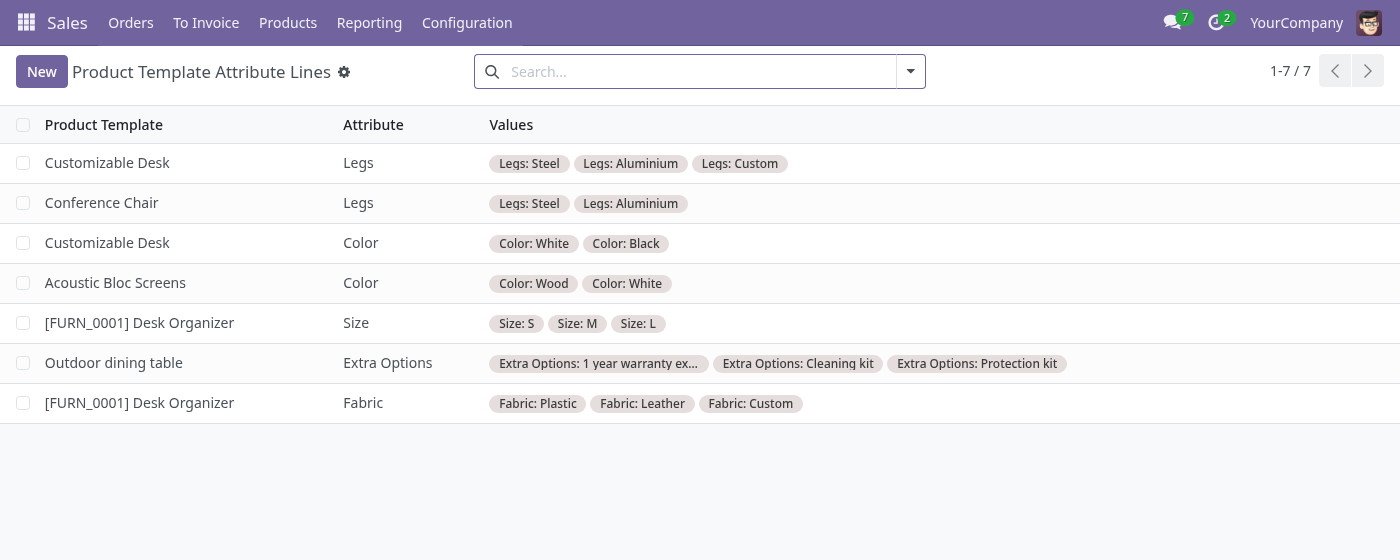 Sales Orders To Invoice Products Reporting Configuration 7 2 YourCompany
New Product Template Attribute Lines Search... 1-7 / 7
Product Template Attribute Values
Customizable Desk Legs Legs: Steel Legs: Aluminium Legs: Custom
Conference Chair Legs Legs: Steel Legs: Aluminium
Customizable Desk Color Color: White Color: Black
Acoustic Bloc Screens Color Color: Wood Color: White
[FURN_0001] Desk Organizer Size Size: S Size: M Size: L
Outdoor dining table Extra Options Extra Options: 1 year warranty ex... Extra Options: Cleaning kit Extra Options: Protection kit
[FURN_0001] Desk Organizer Fabric Fabric: Plastic Fabric: Leather Fabric: Custom